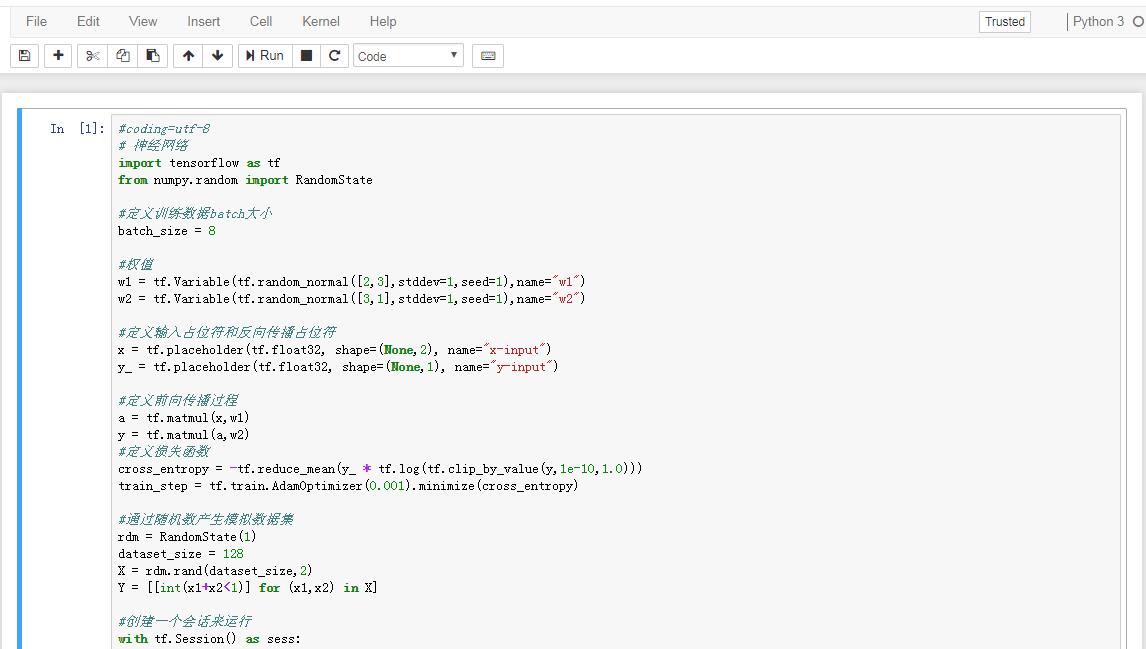 File Edit View Insert Cell Kernel Help Trusted Python 3
Run Code
In [1]:
#coding=utf-8
# 神经网络
import tensorflow as tf
from numpy.random import RandomState
#定义训练数据batch大小
batch_size = 8
#权值
w1 = tf.Variable(tf.random_normal([2,3],stddev=1,seed=1),name="w1")
w2 = tf.Variable(tf.random_normal([3,1],stddev=1,seed=1),name="w2")
#定义输入占位符和反向传播占位符
x = tf.placeholder(tf.float32, shape=(None,2), name="x-input")
y_ = tf.placeholder(tf.float32, shape=(None,1), name="y-input")
#定义前向传播过程
a = tf.matmul(x,w1)
y = tf.matmul(a,w2)
#定义损失函数
cross_entropy = -tf.reduce_mean(y_ * tf.log(tf.clip_by_value(y,1e-10,1.0)))
train_step = tf.train.AdamOptimizer(0.001).minimize(cross_entropy)
#通过随机数产生模拟数据集
rdm = RandomState(1)
dataset_size = 128
X = rdm.rand(dataset_size,2)
Y = [[int(x1+x2<1)] for (x1,x2) in X]
#创建一个会话来运行
with tf.Session() as sess: